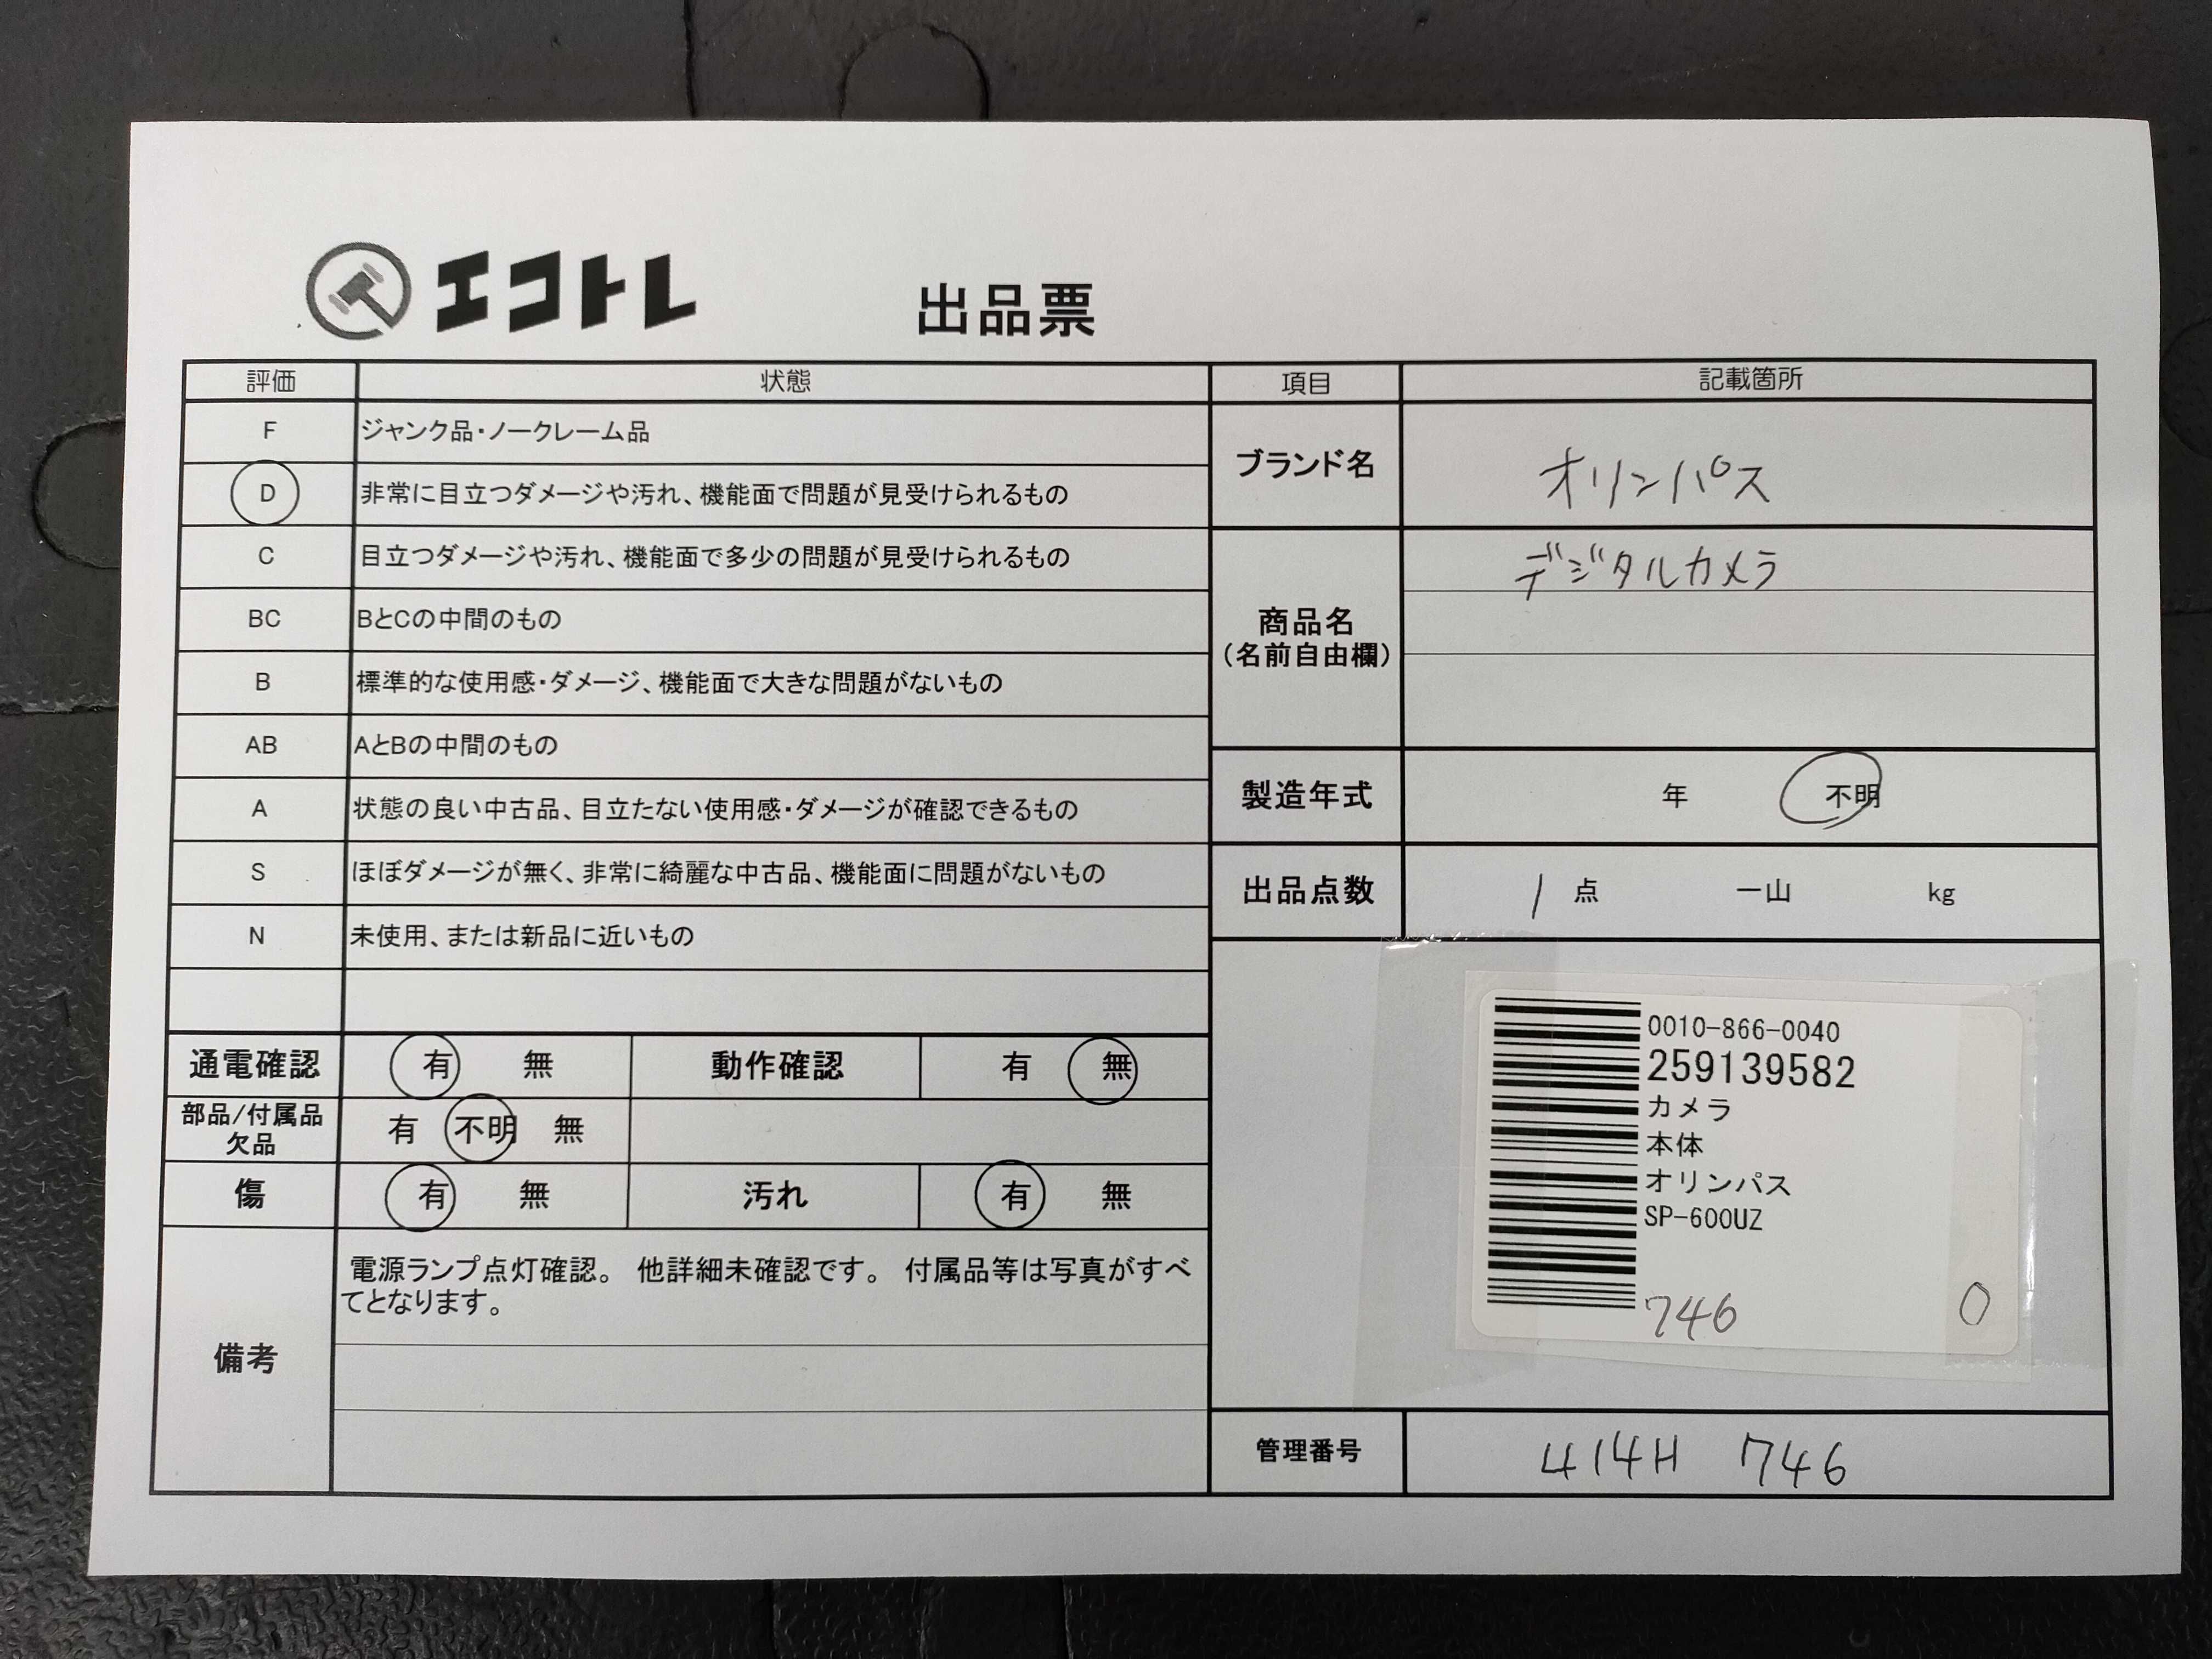 エコトレ
出品票
評価 状態
F ジャンク品・ノークレーム品
D 非常に目立つダメージや汚れ、機能面で問題が見受けられるもの
C 目立つダメージや汚れ、機能面で多少の問題が見受けられるもの
BC BとCの中間のもの
B 標準的な使用感・ダメージ、機能面で大きな問題がないもの
AB AとBの中間のもの
A 状態の良い中古品、目立たない使用感・ダメージが確認できるもの
S ほぼダメージが無く、非常に綺麗な中古品、機能面に問題がないもの
N 未使用、または新品に近いもの
通電確認 有 無 動作確認 有 無
部品/付属品
欠品
有 不明 無
傷 有 無 汚れ 有 無
備考
電源ランプ点灯確認。 他詳細未確認です。 付属品等は写真がすべ
てとなります。
項目 記載箇所
ブランド名 オリンパス
商品名
(名前自由欄)
デジタルカメラ
製造年式 年 不明
出品点数 1 点 一山 kg
0010-866-0040
259139582
カメラ
本体
オリンパス
SP-600UZ
746 0
管理番号 414H 746